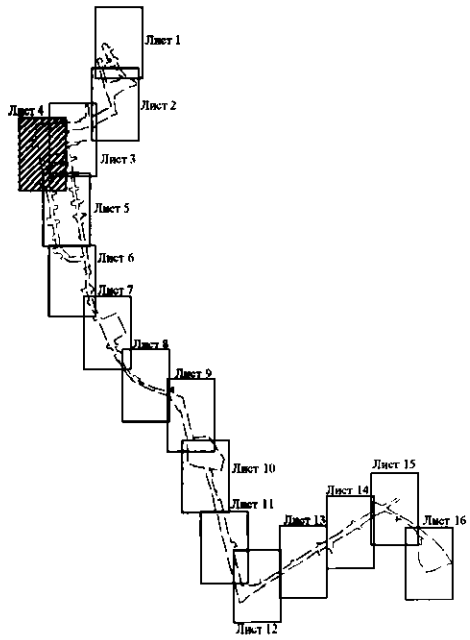 Лист 1
Лист 2
Лист 4
Лист 3
Лист 5
Лист 6
Лист 7
Лист 8
Лист 9
Лист 10
Лист 11
Лист 12
Лист 13
Лист 14
Лист 15
Лист 16